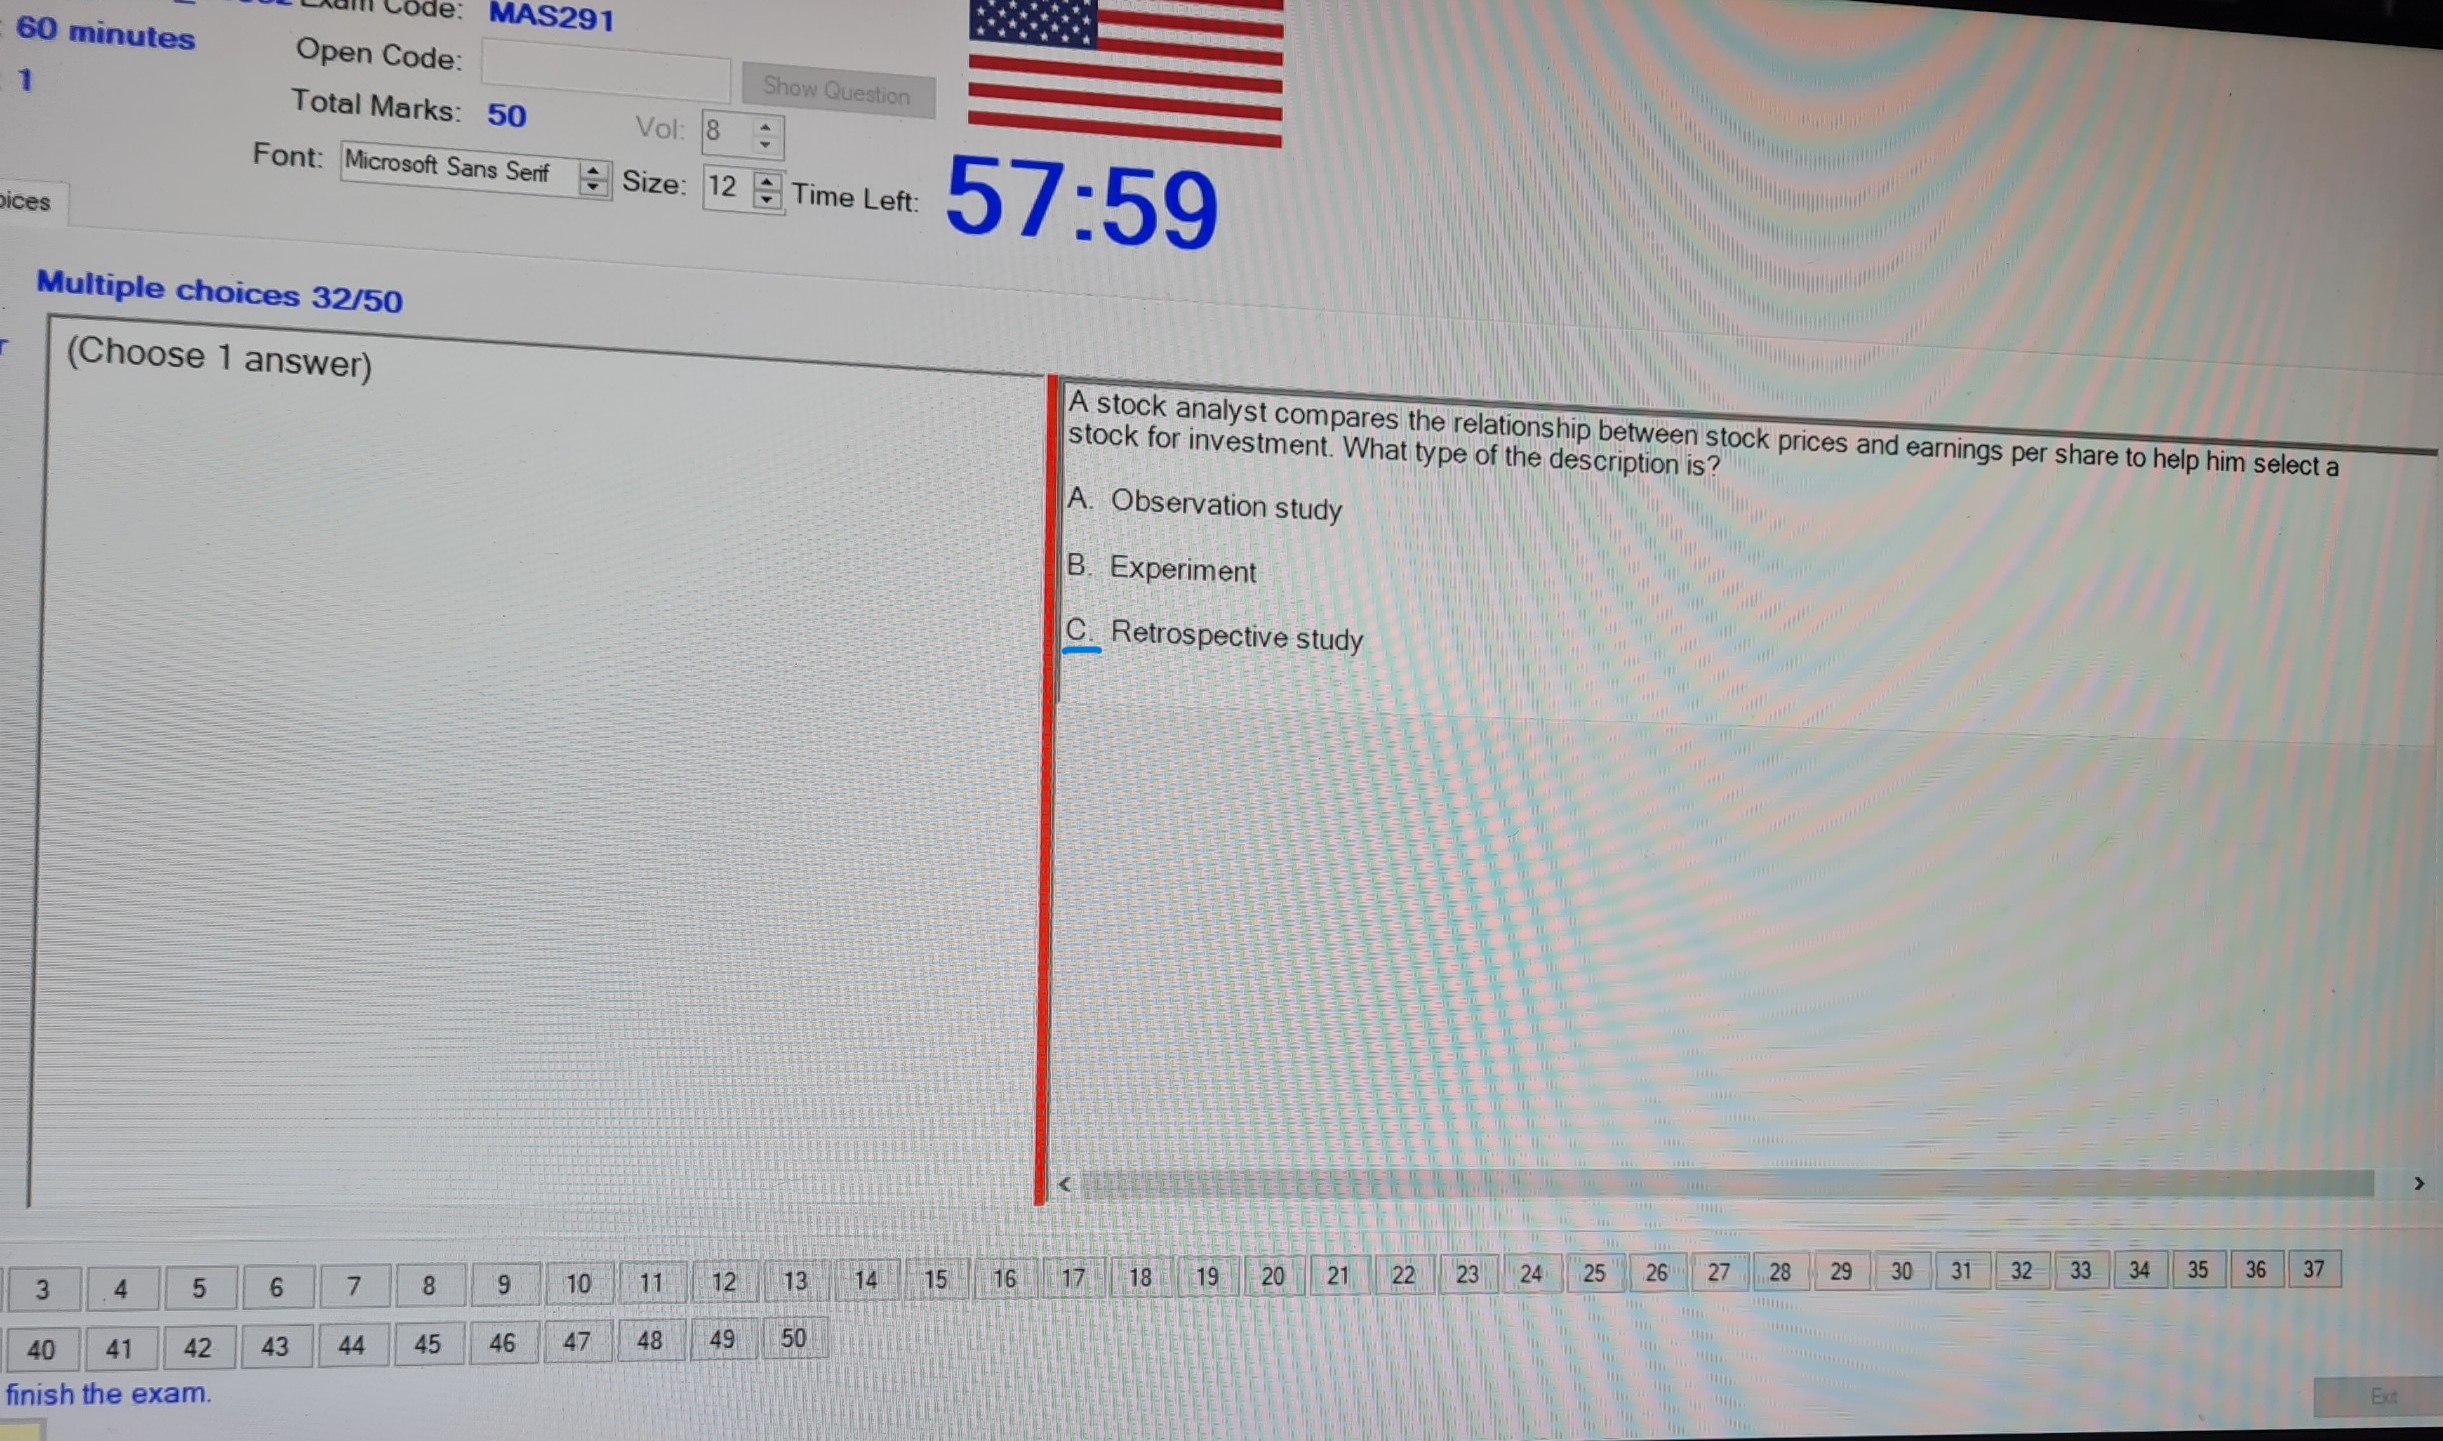 Exam Code: MAS291
60 minutes
Open Code:
Show Question
1
Total Marks: 50
Vol: 8
Font: Microsoft Sans Serif
Size: 12
Time Left: 57:59
oices
Multiple choices 32/50
(Choose 1 answer)
A stock analyst compares the relationship between stock prices and earnings per share to help him select a
stock for investment. What type of the description is?
A. Observation study
B. Experiment
C. Retrospective study
3 4 5 6 7 8 9 10 11 12 13 14 15 16 17 18 19 20 21 22 23 24 25 26 27 28 29 30 31 32 33 34 35 36 37
40 41 42 43 44 45 46 47 48 49 50
finish the exam.
Exit